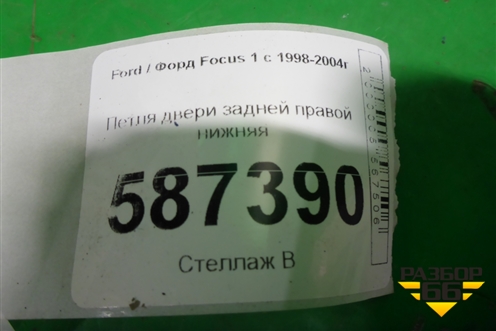 Ford / Форд Focus 1 с 1998-2004г
Петля двери задней правой
нижняя
587390
Стеллаж В
РАЗБОР
66